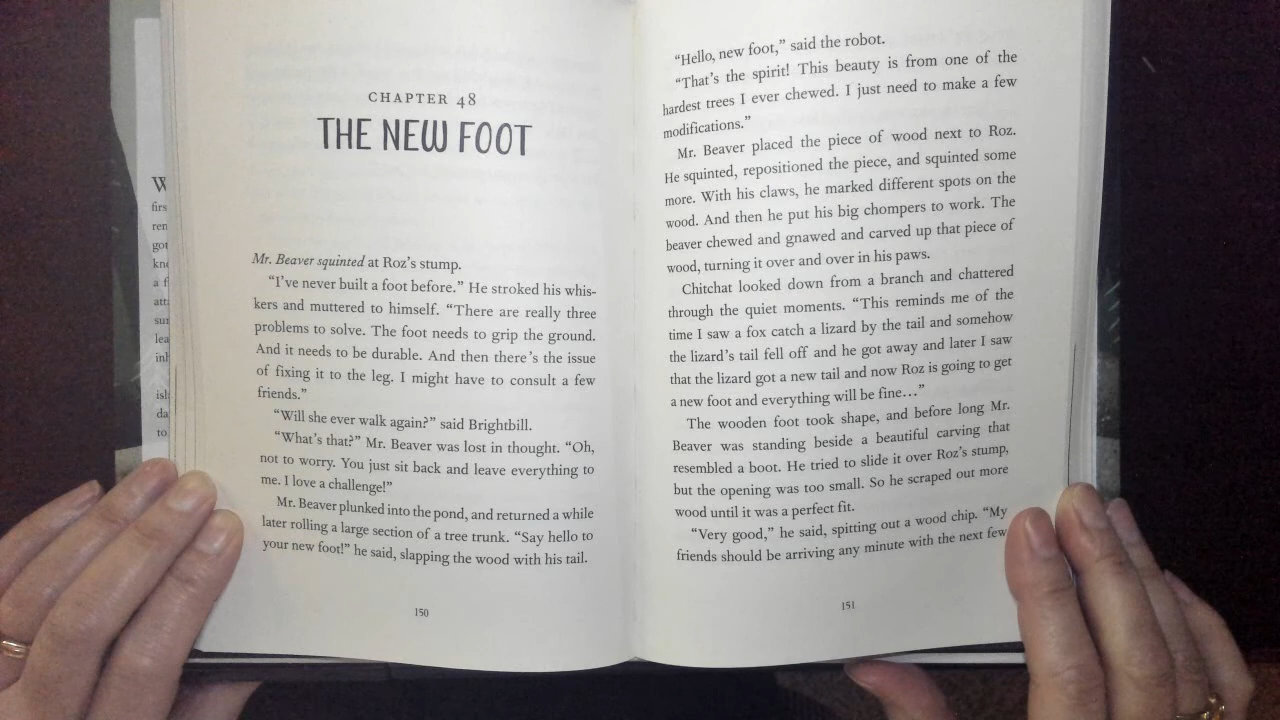 CHAPTER 48
THE NEW FOOT
Mr. Beaver squinted at Roz’s stump.
“I’ve never built a foot before.” He stroked his whis-
kers and muttered to himself. “There are really three
problems to solve. The foot needs to grip the ground.
And it needs to be durable. And then there’s the issue
of fixing it to the leg. I might have to consult a few
friends.”
“Will she ever walk again?” said Brightbill.
“What’s that?” Mr. Beaver was lost in thought. “Oh,
not to worry. You just sit back and leave everything to
me. I love a challenge!”
Mr. Beaver plunked into the pond, and returned a while
later rolling a large section of a tree trunk. “Say hello to
your new foot!” he said, slapping the wood with his tail.
150
“Hello, new foot,” said the robot.
“That’s the spirit! This beauty is from one of the
hardest trees I ever chewed. I just need to make a few
modifications.”
Mr. Beaver placed the piece of wood next to Roz.
He squinted, repositioned the piece, and squinted some
more. With his claws, he marked different spots on the
wood. And then he put his big chompers to work. The
beaver chewed and gnawed and carved up that piece of
wood, turning it over and over in his paws.
Chitchat looked down from a branch and chattered
through the quiet moments. “This reminds me of the
time I saw a fox catch a lizard by the tail and somehow
the lizard’s tail fell off and he got away and later I saw
that the lizard got a new tail and now Roz is going to get
a new foot and everything will be fine…”
The wooden foot took shape, and before long Mr.
Beaver was standing beside a beautiful carving that
resembled a boot. He tried to slide it over Roz’s stump,
but the opening was too small. So he scraped out more
wood until it was a perfect fit.
“Very good,” he said, spitting out a wood chip. “My
friends should be arriving any minute with the next few
151